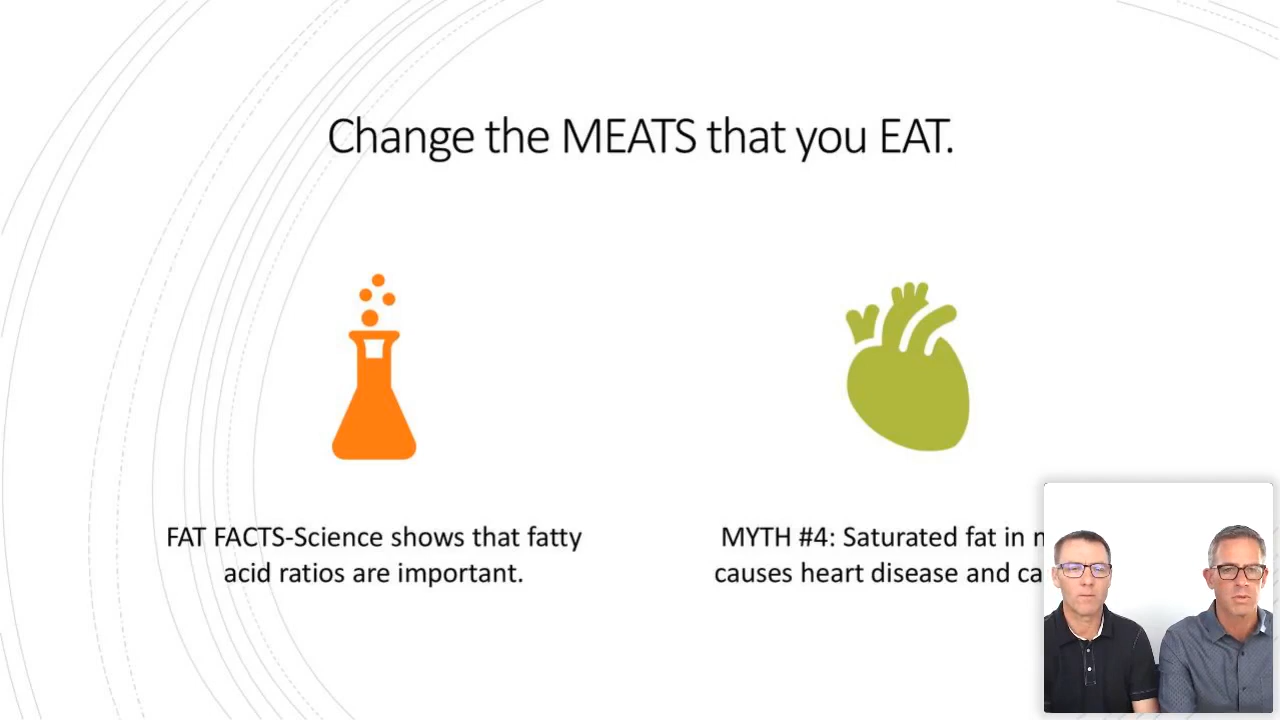 Change the MEATS that you EAT.
FAT FACTS-Science shows that fatty
acid ratios are important.
MYTH #4: Saturated fat in
causes heart disease and